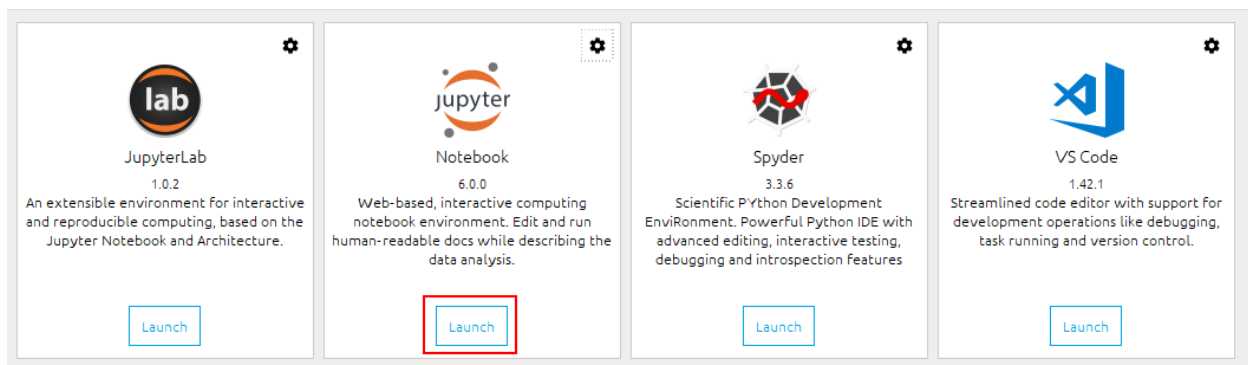 lab
JupyterLab
1.0.2
An extensible environment for interactive
and reproducible computing, based on the
Jupyter Notebook and Architecture.
Launch
jupyter
Notebook
6.0.0
Web-based, interactive computing
notebook environment. Edit and run
human-readable docs while describing the
data analysis.
Launch
Spyder
3.3.6
Scientific PYthon Development
EnviRonment. Powerful Python IDE with
advanced editing, interactive testing,
debugging and introspection features
Launch
VS Code
1.42.1
Streamlined code editor with support for
development operations like debugging,
task running and version control.
Launch